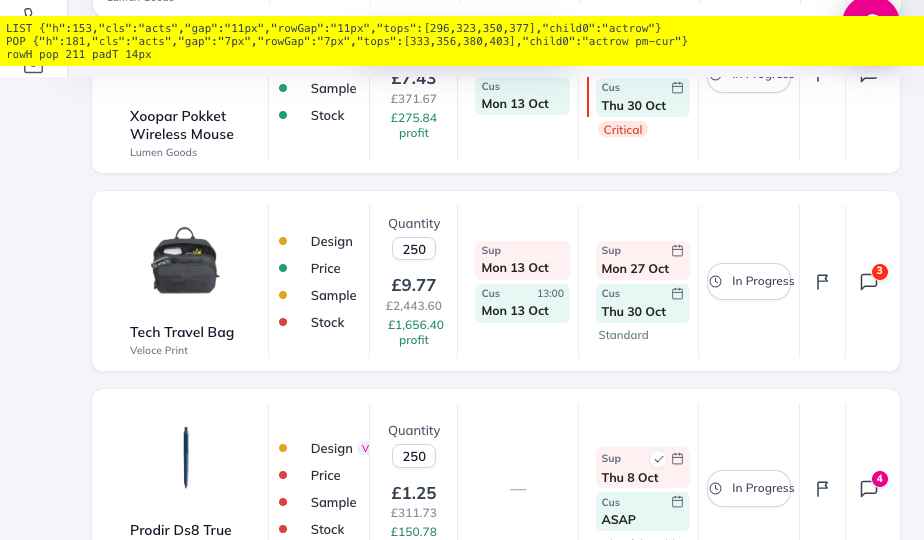 LIST {"h":153,"cls":"acts","gap":"11px","rowGap":"11px","tops":[296,323,350,377],"child0":"actrow"}
POP {"h":181,"cls":"acts","gap":"7px","rowGap":"7px","tops":[333,356,380,403],"child0":"actrow pm-cur"}
rowH pop 211 padT 14px
Xoopar Pokket
Wireless Mouse
Lumen Goods
Sample
Stock
£7.43
£371.67
£275.84
profit
Cus
Mon 13 Oct
Cus
Thu 30 Oct
Critical
In Progress
Tech Travel Bag
Veloce Print
Design
Price
Sample
Stock
Quantity
250
£9.77
£2,443.60
£1,656.40
profit
Sup
Mon 13 Oct
Cus 13:00
Mon 13 Oct
Sup
Mon 27 Oct
Cus
Thu 30 Oct
Standard
In Progress
3
Prodir Ds8 True
Design V
Price
Sample
Stock
Quantity
250
£1.25
£311.73
£150.78
—
Sup
Thu 8 Oct
Cus
ASAP
In Progress
4